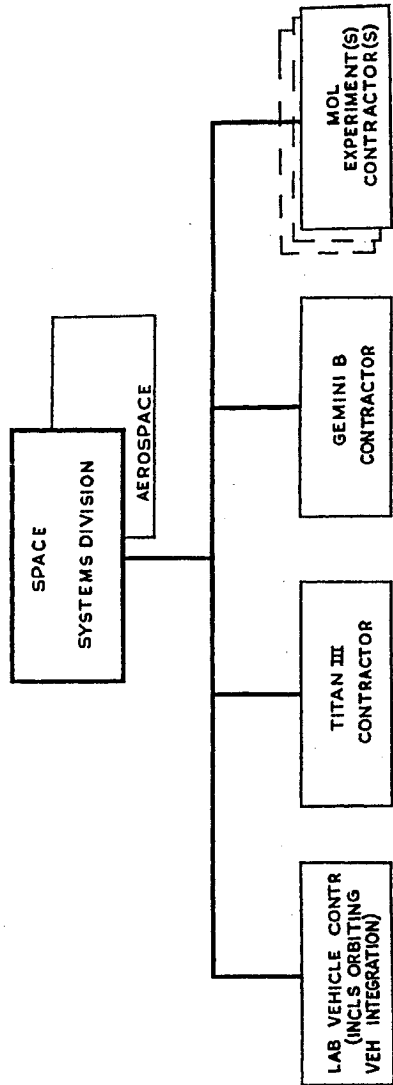 SPACE
SYSTEMS DIVISION
AEROSPACE
LAB VEHICLE CONTR
(INCLS ORBITING
VEH INTEGRATION)
TITAN III
CONTRACTOR
GEMINI B
CONTRACTOR
MOL
EXPERIMENT(S)
CONTRACTOR(S)